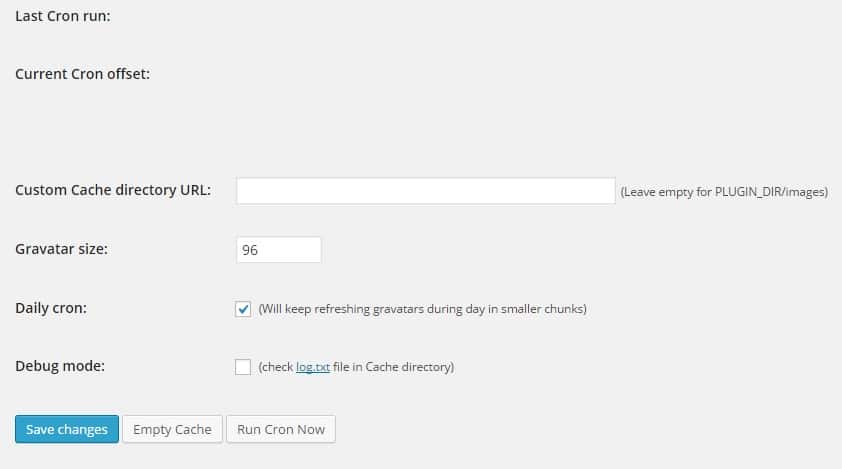 Last Cron run:
Current Cron offset:
Custom Cache directory URL: (Leave empty for PLUGIN_DIR/images)
Gravatar size: 96
Daily cron: (Will keep refreshing gravatars during day in smaller chunks)
Debug mode: (check log.txt file in Cache directory)
Save changes Empty Cache Run Cron Now